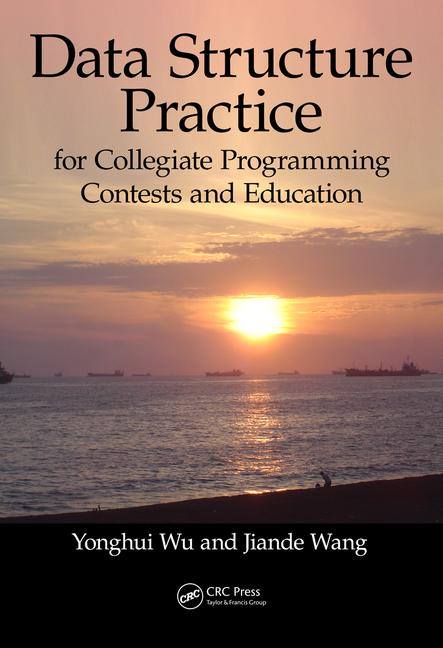 Data Structure
Practice
for Collegiate Programming
Contests and Education
Yonghui Wu and Jiande Wang
CRC
CRC Press
Taylor & Francis Group